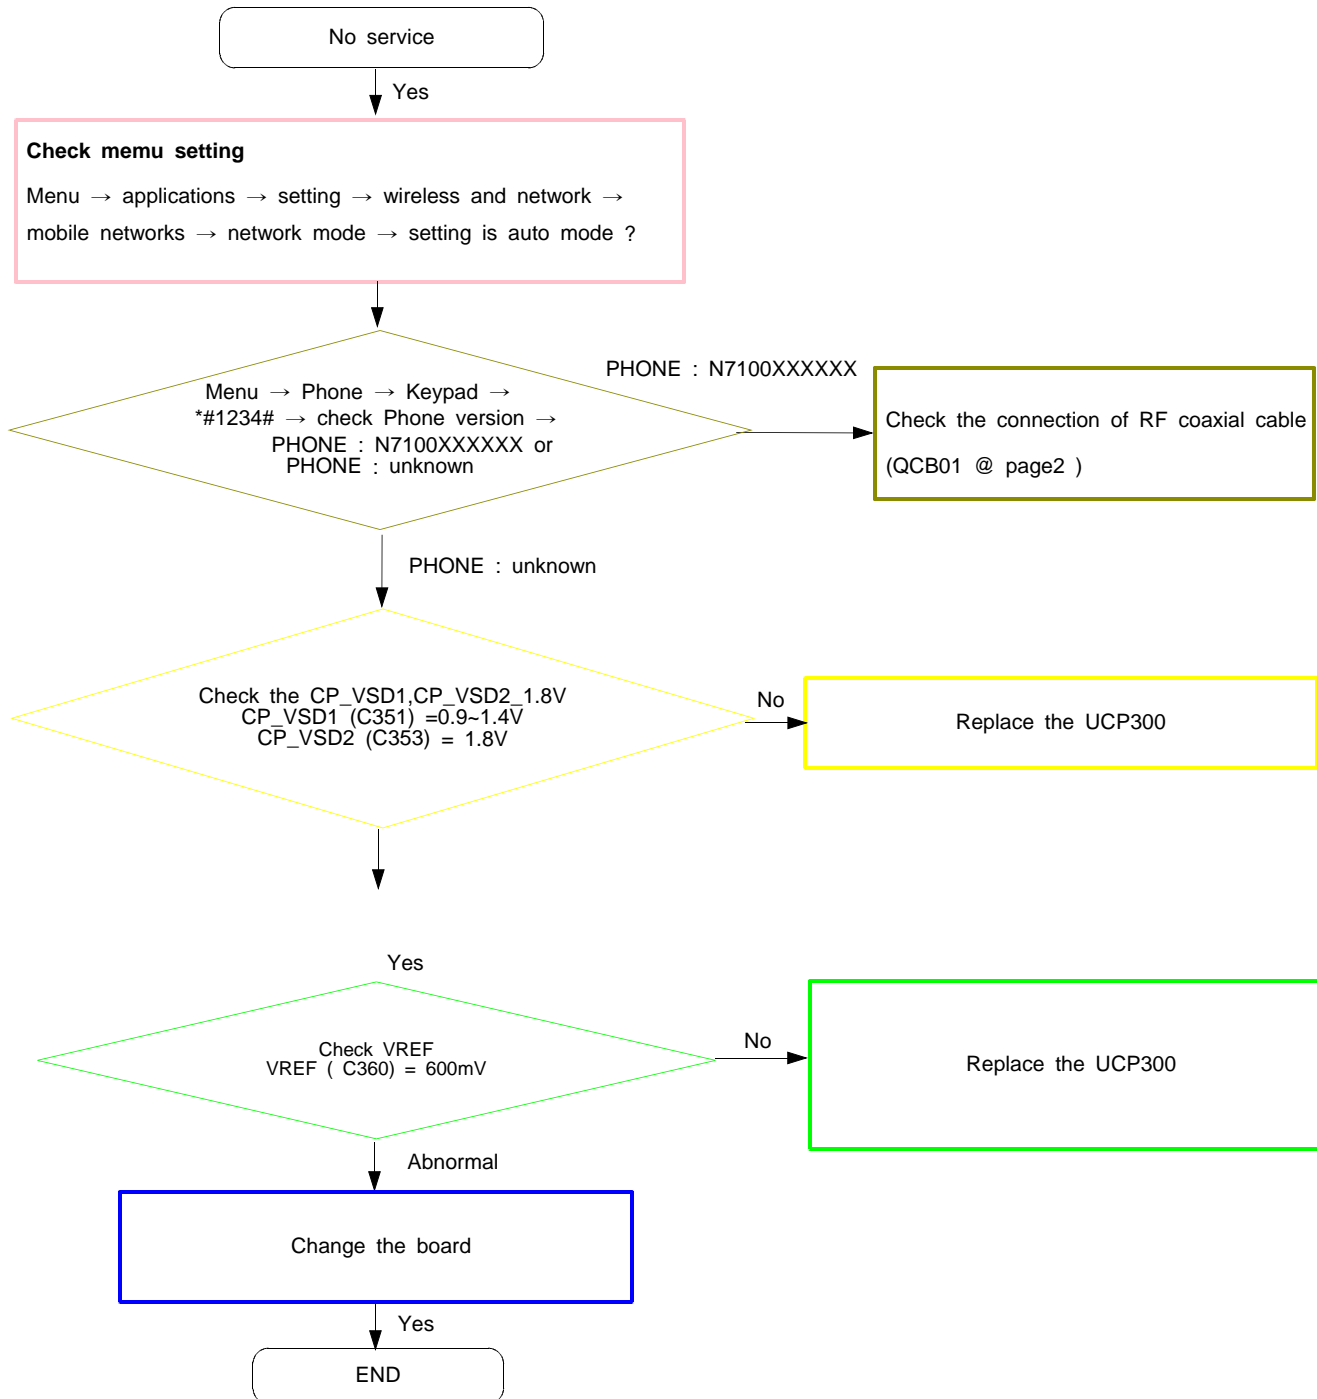 No service
Yes
Check memu setting
Menu → applications → setting → wireless and network →
mobile networks → network mode → setting is auto mode ?
PHONE : N7100XXXXXX
Menu → Phone → Keypad →
*#1234# → check Phone version →
PHONE : N7100XXXXXX or
PHONE : unknown
Check the connection of RF coaxial cable
(QCB01 @ page2 )
PHONE : unknown
Check the CP_VSD1,CP_VSD2_1.8V
CP_VSD1 (C351) =0.9~1.4V
CP_VSD2 (C353) = 1.8V
No
Replace the UCP300
Yes
Check VREF
VREF ( C360) = 600mV
No
Replace the UCP300
Abnormal
Change the board
Yes
END